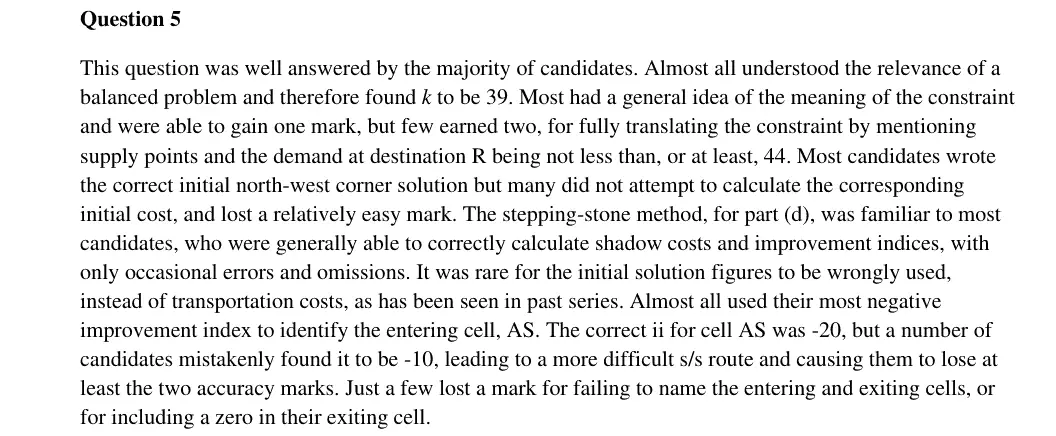 Question 5
This question was well answered by the majority of candidates. Almost all understood the relevance of a
balanced problem and therefore found k to be 39. Most had a general idea of the meaning of the constraint
and were able to gain one mark, but few earned two, for fully translating the constraint by mentioning
supply points and the demand at destination R being not less than, or at least, 44. Most candidates wrote
the correct initial north-west corner solution but many did not attempt to calculate the corresponding
initial cost, and lost a relatively easy mark. The stepping-stone method, for part (d), was familiar to most
candidates, who were generally able to correctly calculate shadow costs and improvement indices, with
only occasional errors and omissions. It was rare for the initial solution figures to be wrongly used,
instead of transportation costs, as has been seen in past series. Almost all used their most negative
improvement index to identify the entering cell, AS. The correct ii for cell AS was -20, but a number of
candidates mistakenly found it to be -10, leading to a more difficult s/s route and causing them to lose at
least the two accuracy marks. Just a few lost a mark for failing to name the entering and exiting cells, or
for including a zero in their exiting cell.